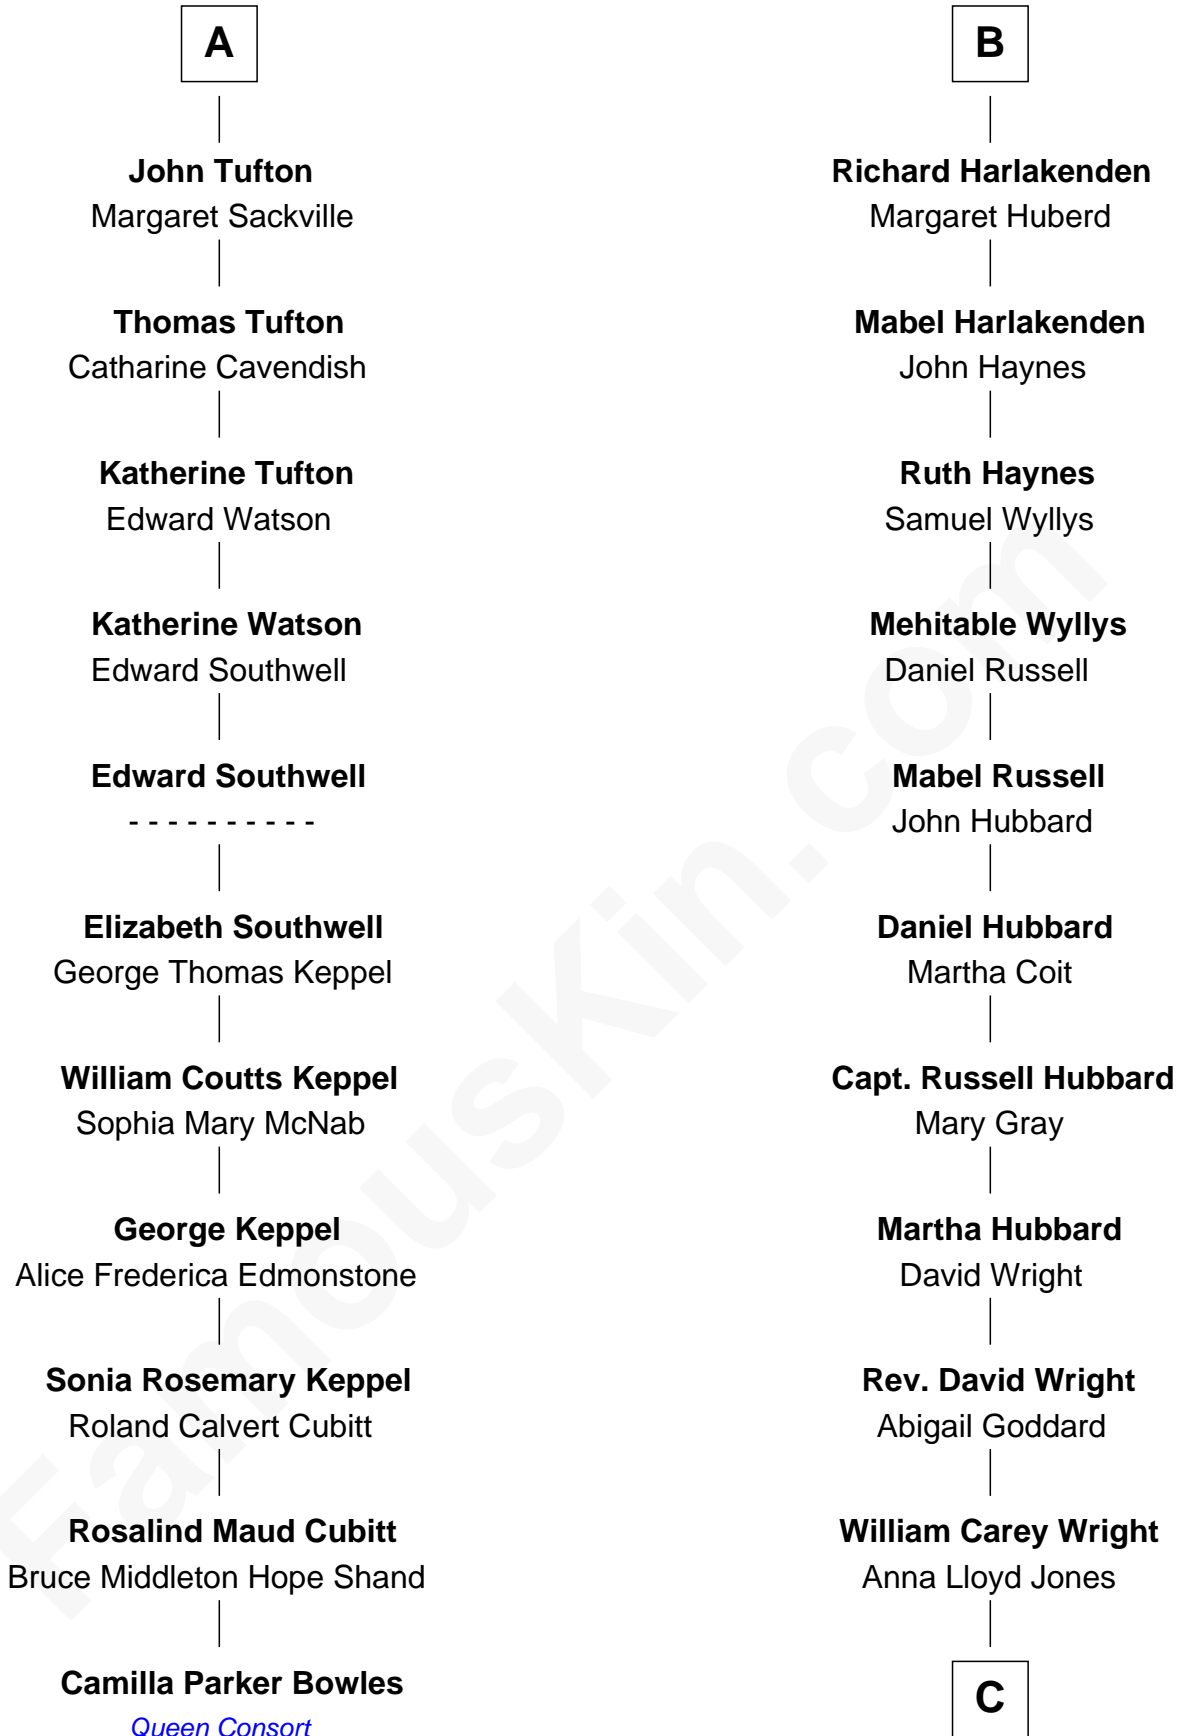 A
John Tufton
Margaret Sackville
Thomas Tufton
Catharine Cavendish
Katherine Tufton
Edward Watson
Katherine Watson
Edward Southwell
Edward Southwell
- - - - - - - - - -
Elizabeth Southwell
George Thomas Keppel
William Coutts Keppel
Sophia Mary McNab
George Keppel
Alice Frederica Edmonstone
Sonia Rosemary Keppel
Roland Calvert Cubitt
Rosalind Maud Cubitt
Bruce Middleton Hope Shand
Camilla Parker Bowles
Queen Consort
B
Richard Harlakenden
Margaret Huberd
Mabel Harlakenden
John Haynes
Ruth Haynes
Samuel Wyllys
Mehitable Wyllys
Daniel Russell
Mabel Russell
John Hubbard
Daniel Hubbard
Martha Coit
Capt. Russell Hubbard
Mary Gray
Martha Hubbard
David Wright
Rev. David Wright
Abigail Goddard
William Carey Wright
Anna Lloyd Jones
C
FamousKin.com